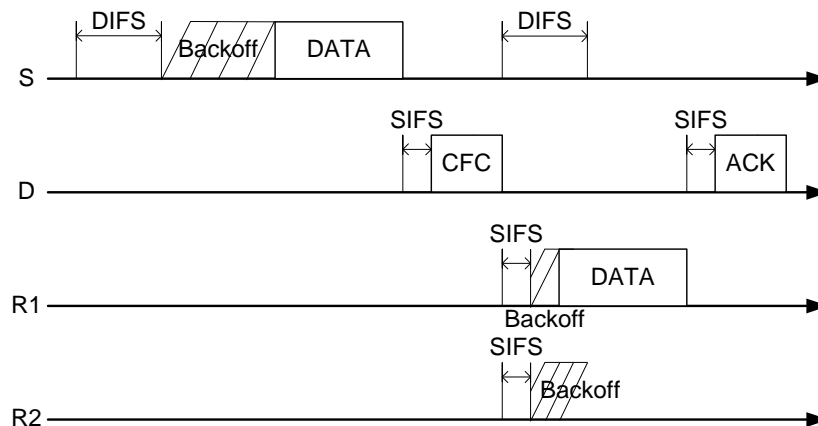 DIFS
DIFS
Backoff
DATA
S
SIFS
SIFS
CFC
ACK
D
SIFS
DATA
R1
Backoff
SIFS
Backoff
R2